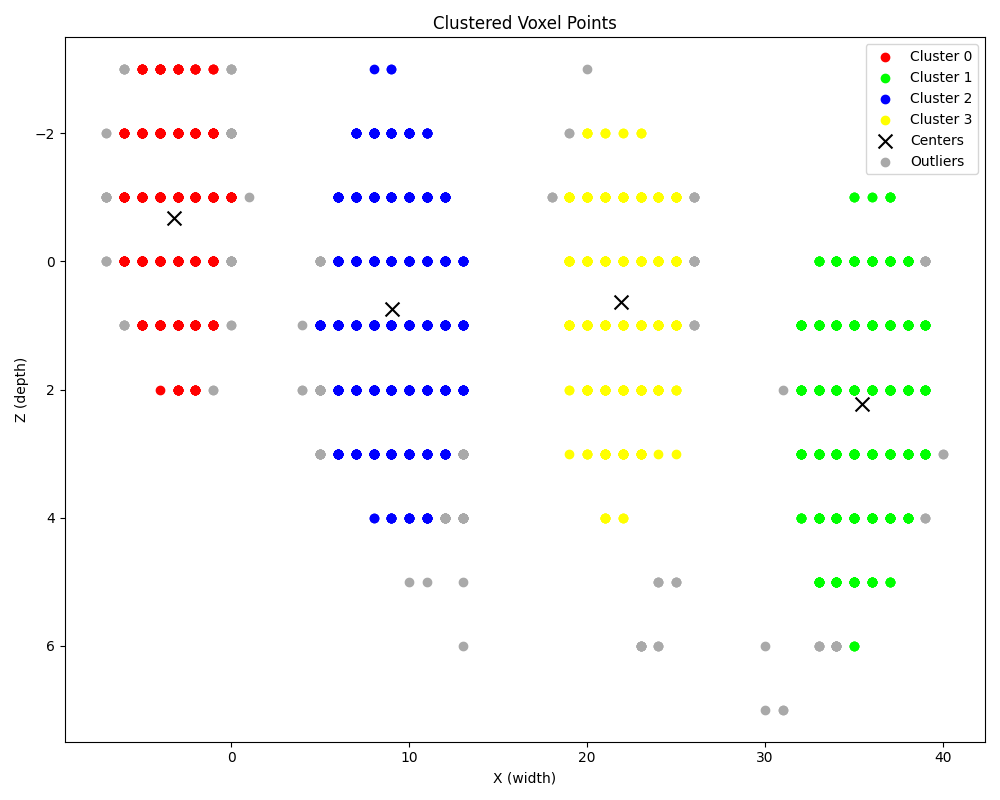 Clustered Voxel Points
Cluster 0
Cluster 1
Cluster 2
Cluster 3
Centers
Outliers
−2
0
2
4
6
Z (depth)
0
10
20
30
40
X (width)